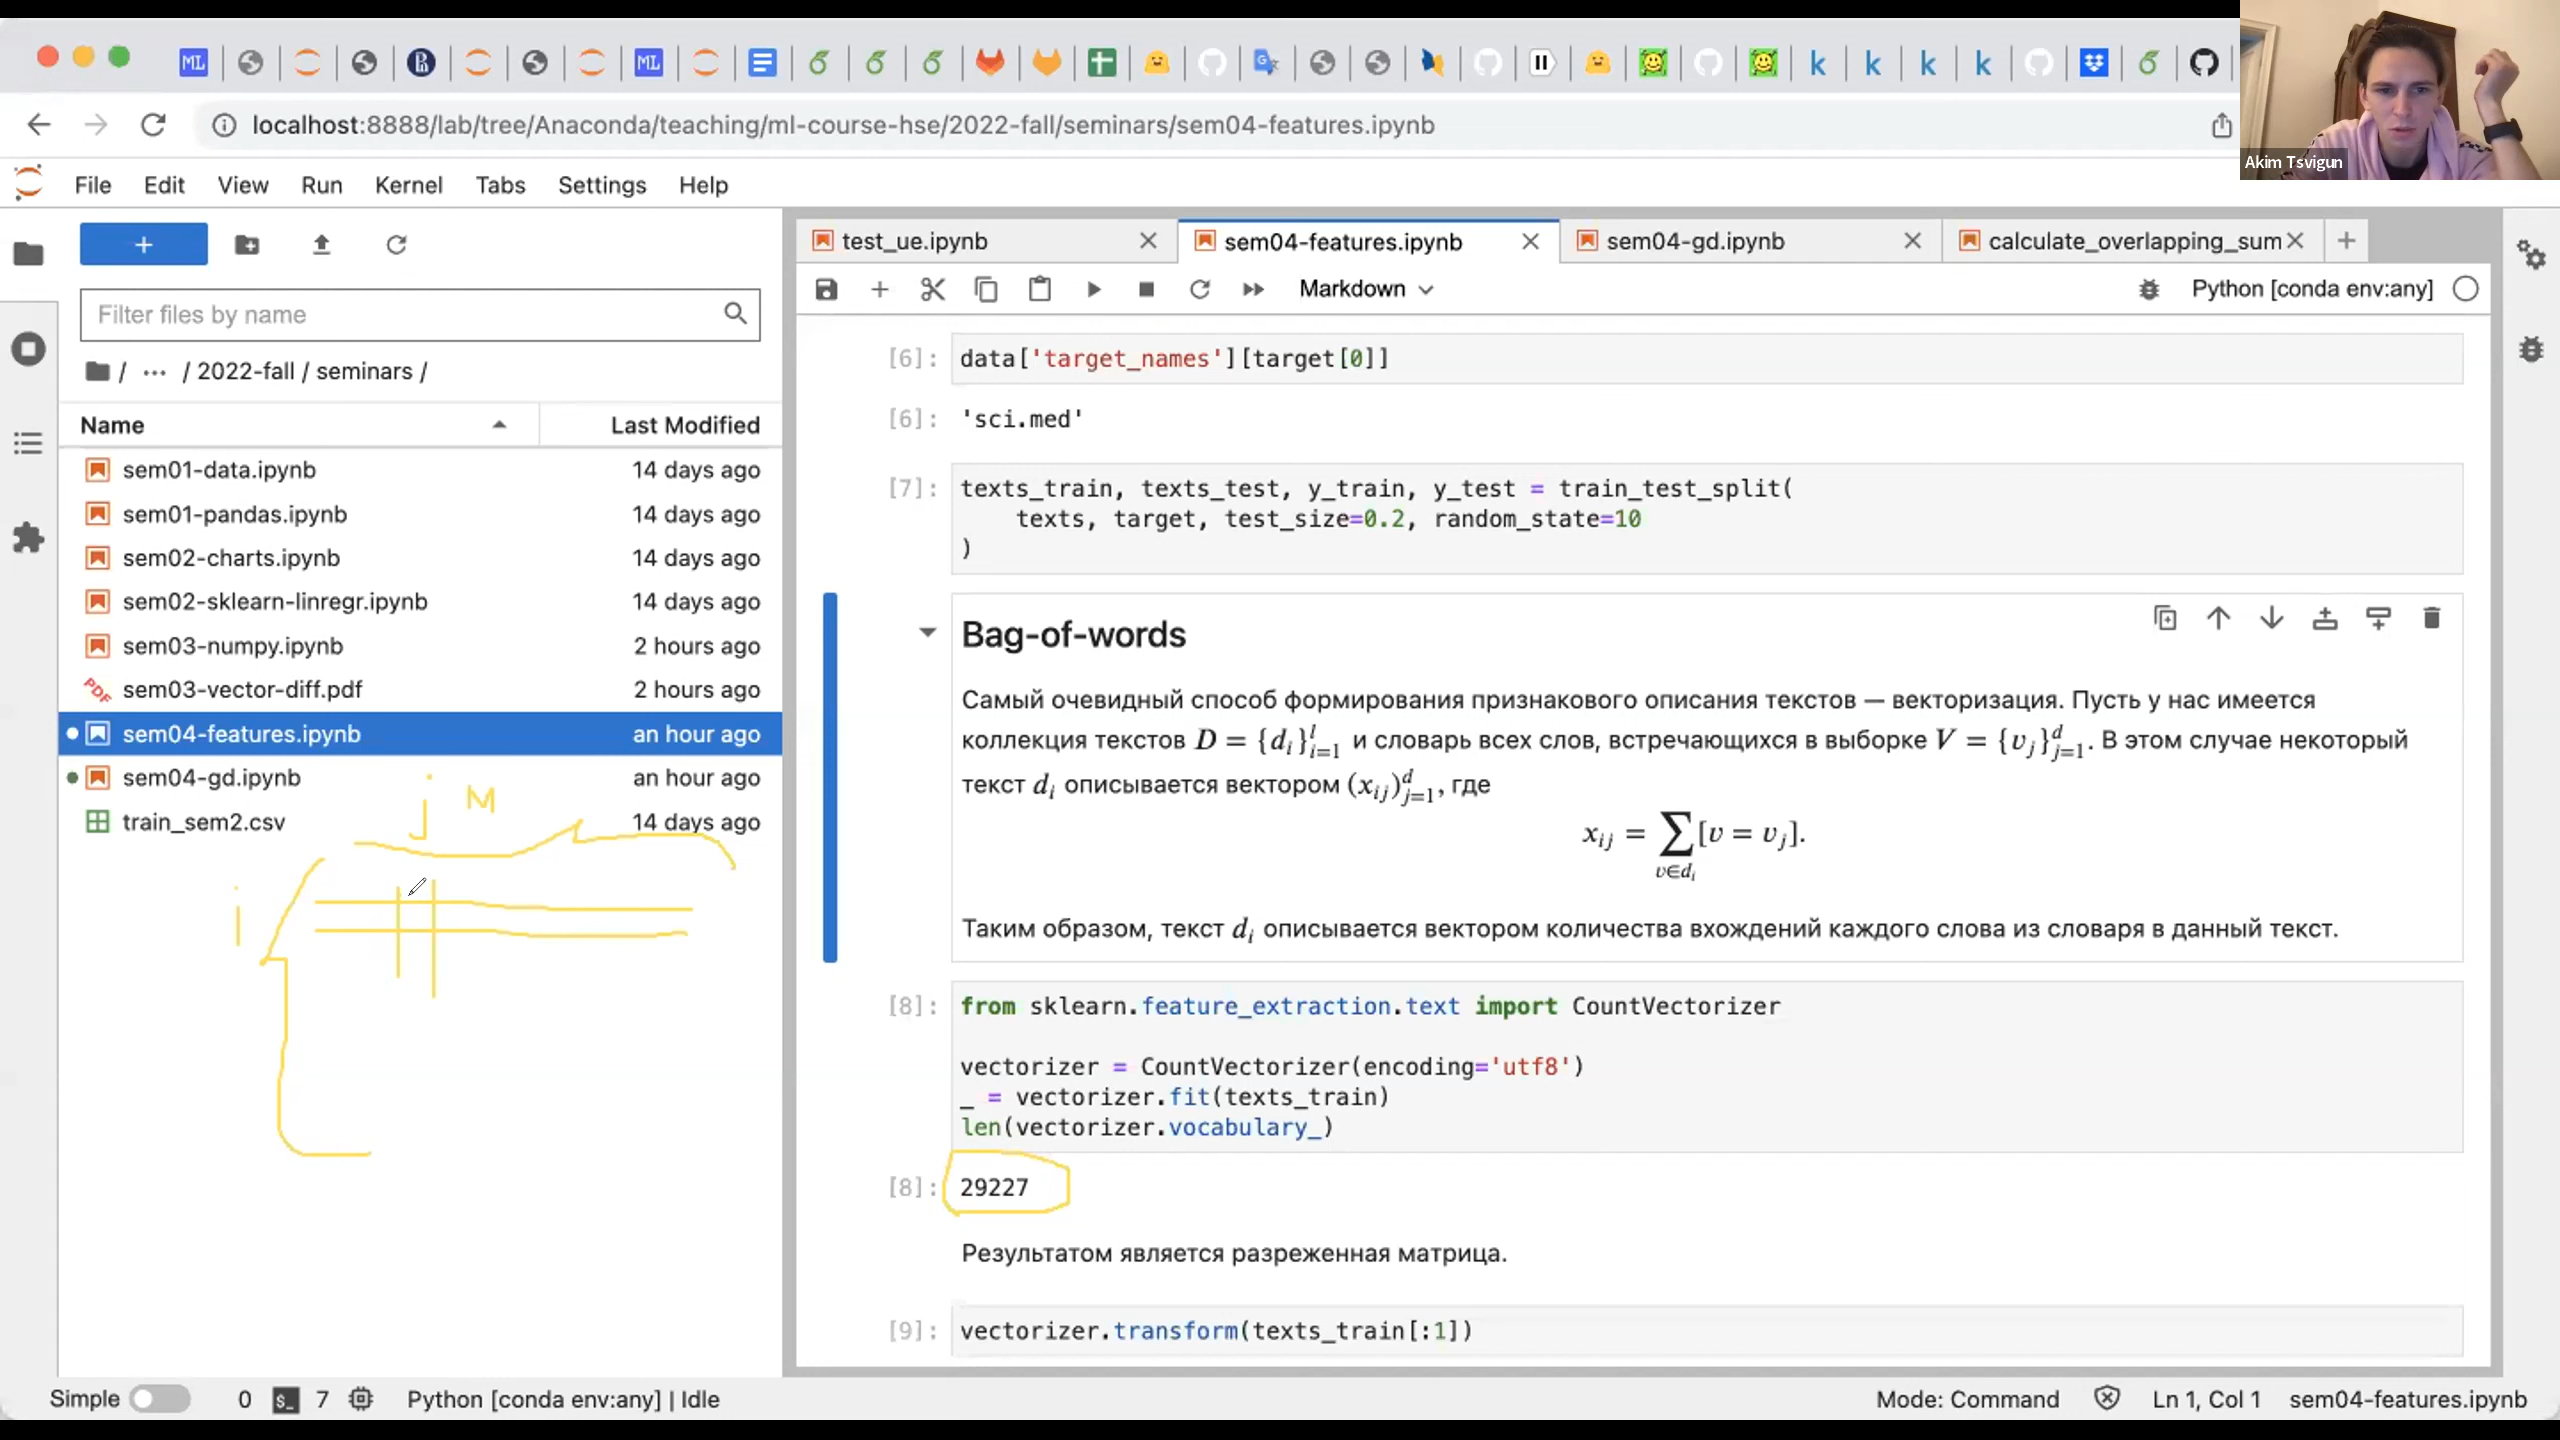 Akim Tsvigun
localhost:8888/lab/tree/Anaconda/teaching/ml-course-hse/2022-fall/seminars/sem04-features.ipynb
File Edit View Run Kernel Tabs Settings Help
+
Filter files by name
/ ··· / 2022-fall / seminars /
Name Last Modified
sem01-data.ipynb 14 days ago
sem01-pandas.ipynb 14 days ago
sem02-charts.ipynb 14 days ago
sem02-sklearn-linregr.ipynb 14 days ago
sem03-numpy.ipynb 2 hours ago
sem03-vector-diff.pdf 2 hours ago
sem04-features.ipynb an hour ago
sem04-gd.ipynb an hour ago
train_sem2.csv 14 days ago
j M
i
test_ue.ipynb sem04-features.ipynb sem04-gd.ipynb calculate_overlapping_sum
Markdown Python [conda env:any]
[6]: data['target_names'][target[0]]
[6]: 'sci.med'
[7]: texts_train, texts_test, y_train, y_test = train_test_split(
texts, target, test_size=0.2, random_state=10
)
Bag-of-words
Самый очевидный способ формирования признакового описания текстов — векторизация. Пусть у нас имеется
коллекция текстов D = {d_i}_{i=1}^l и словарь всех слов, встречающихся в выборке V = {v_j}_{j=1}^d. В этом случае некоторый
текст d_i описывается вектором (x_{ij})_{j=1}^d, где
x_{ij} = ∑_{v∈d_i} [v = v_j].
Таким образом, текст d_i описывается вектором количества вхождений каждого слова из словаря в данный текст.
[8]: from sklearn.feature_extraction.text import CountVectorizer
vectorizer = CountVectorizer(encoding='utf8')
_ = vectorizer.fit(texts_train)
len(vectorizer.vocabulary_)
[8]: 29227
Результатом является разреженная матрица.
[9]: vectorizer.transform(texts_train[:1])
Simple 0 $_ 7 Python [conda env:any] | Idle Mode: Command Ln 1, Col 1 sem04-features.ipynb